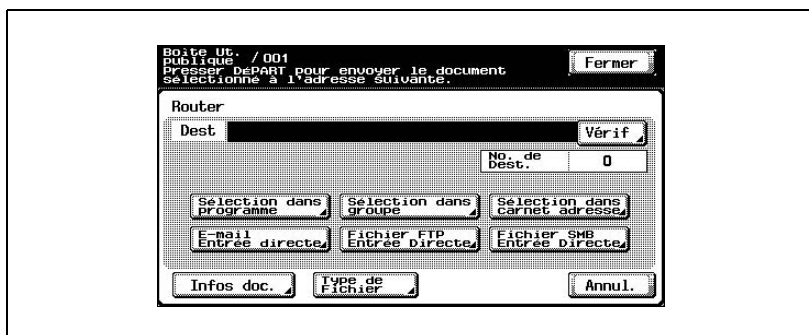 Boîte Ut.
publique / 001
Presser DéPART pour envoyer le document
sélectionné à l'adresse suivante.
Fermer
Router
Dest
Vérif
No. de
Dest.
0
Sélection dans
programme
Sélection dans
groupe
Sélection dans
carnet adresse
E-mail
Entrée directe
Fichier FTP
Entrée Directe
Fichier SMB
Entrée Directe
Infos doc.
Type de
Fichier
Annul.